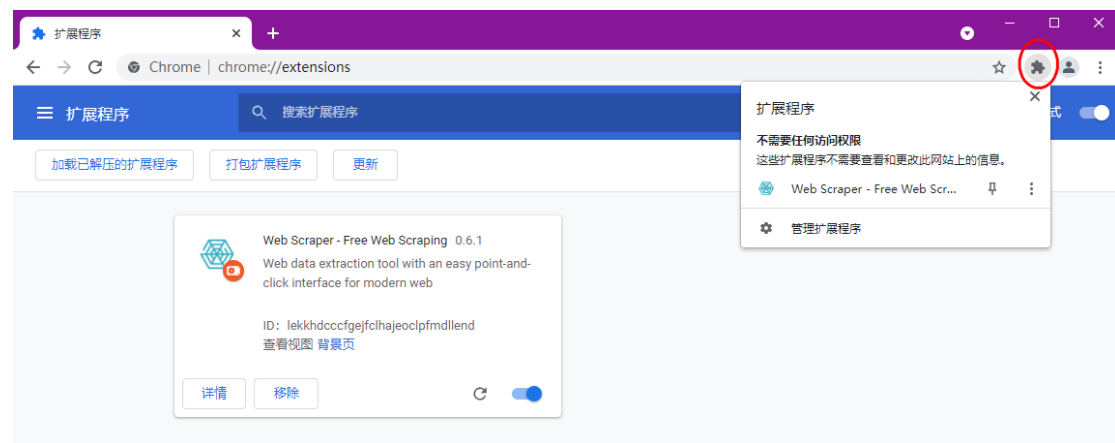 扩展程序
Chrome | chrome://extensions
扩展程序
搜索扩展程序
式
加载已解压的扩展程序
打包扩展程序
更新
扩展程序
不需要任何访问权限
这些扩展程序不需要查看和更改此网站上的信息。
Web Scraper - Free Web Scr...
管理扩展程序
Web Scraper - Free Web Scraping 0.6.1
Web data extraction tool with an easy point-and-
click interface for modern web
ID：lekkhdcccfgejfclhajeoclpfmdllend
查看视图 背景页
详情
移除